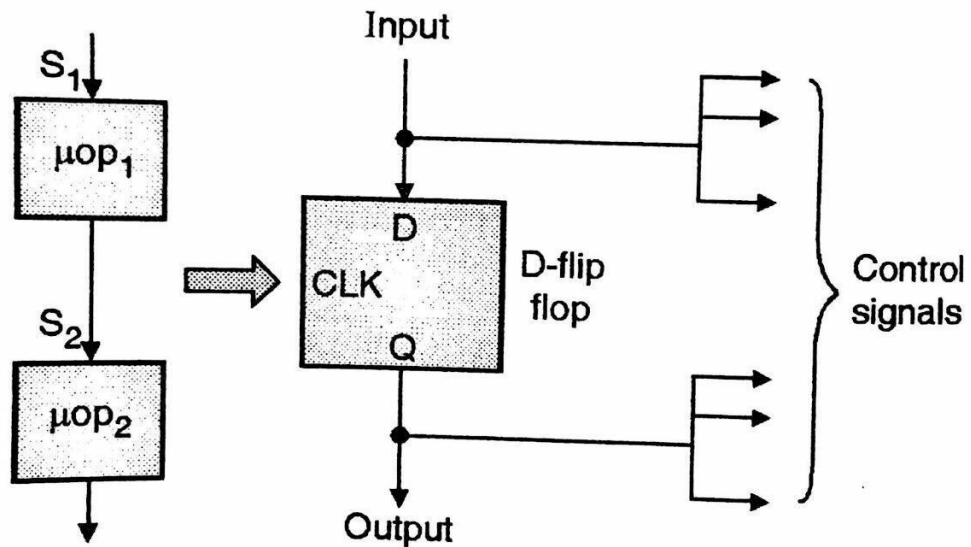 Input
S₁
μop₁
D
CLK
Q
D-flip
flop
S₂
μop₂
Control
signals
Output